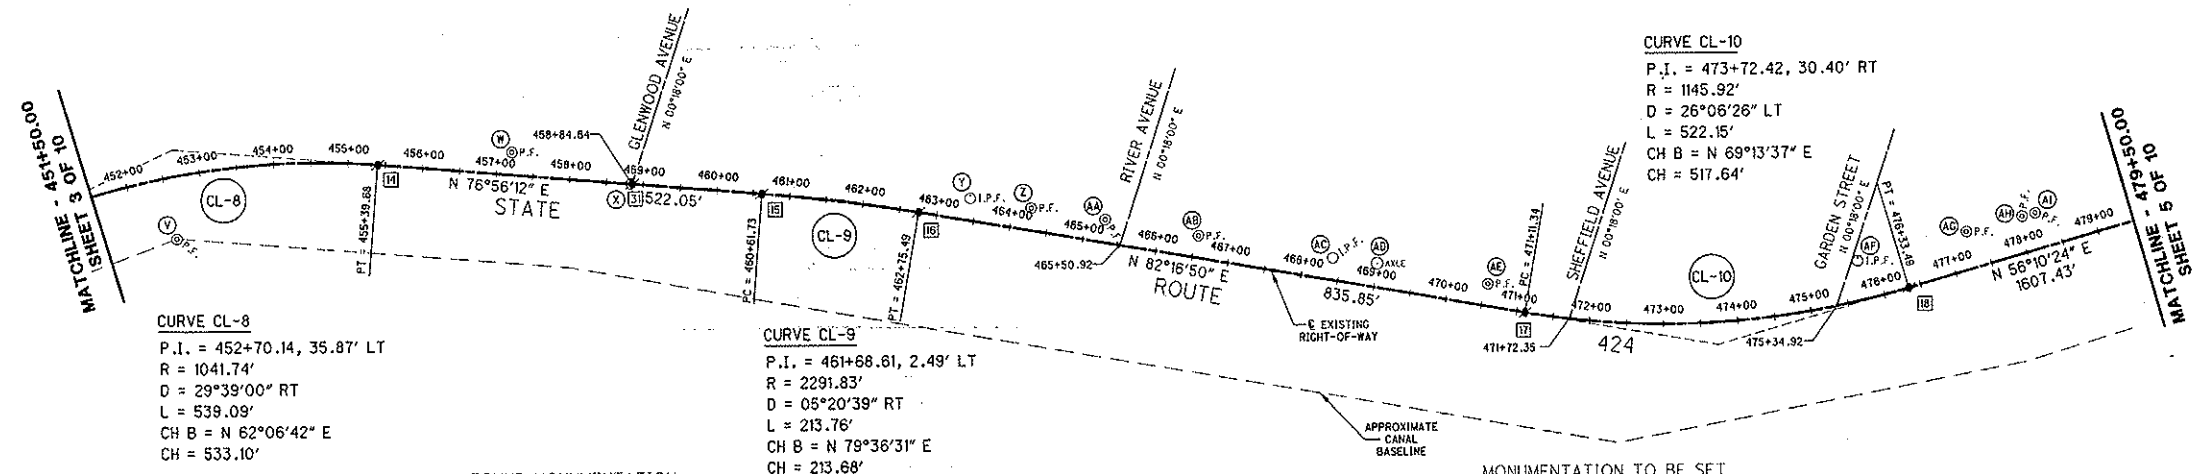 MATCHLINE - 451+50.00
SHEET 3 OF 10
452+00
453+00
454+00
455+00
456+00
457+00
458+00
459+00
460+00
461+00
462+00
463+00
464+00
465+00
466+00
467+00
468+00
469+00
470+00
471+00
472+00
473+00
474+00
475+00
476+00
477+00
478+00
479+00
CL-8
V
P.F.
PT = 455+39.68
14
W
P.F.
N 76°56'12" E
STATE
458+84.64
GLENWOOD AVENUE
N 00°18'00" E
X
31
522.05'
PC = 460+61.73
15
CL-9
PT = 462+75.49
16
Y
I.P.F.
Z
P.F.
AA
P.F.
RIVER AVENUE
N 00°18'00" E
465+50.92
AB
P.F.
N 82°16'50" E
ROUTE
℄ EXISTING
RIGHT-OF-WAY
AC
I.P.F.
AD
AXLE
835.85'
AE
P.F.
PC = 471+11.34
17
SHEFFIELD AVENUE
N 00°18'00" E
471+72.35
424
CL-10
GARDEN STREET
N 00°18'00" E
475+34.92
AF
I.P.F.
PT = 476+33.49
18
AG
P.F.
AH
P.F.
AI
N 56°10'24" E
1607.43'
MATCHLINE - 479+50.00
SHEET 5 OF 10
APPROXIMATE
CANAL
BASELINE
CURVE CL-8
P.I. = 452+70.14, 35.87' LT
R = 1041.74'
D = 29°39'00" RT
L = 539.09'
CH B = N 62°06'42" E
CH = 533.10'
CURVE CL-9
P.I. = 461+68.61, 2.49' LT
R = 2291.83'
D = 05°20'39" RT
L = 213.76'
CH B = N 79°36'31" E
CH = 213.68'
CURVE CL-10
P.I. = 473+72.42, 30.40' RT
R = 1145.92'
D = 26°06'26" LT
L = 522.15'
CH B = N 69°13'37" E
CH = 517.64'
MONUMENTATION TO BE SET